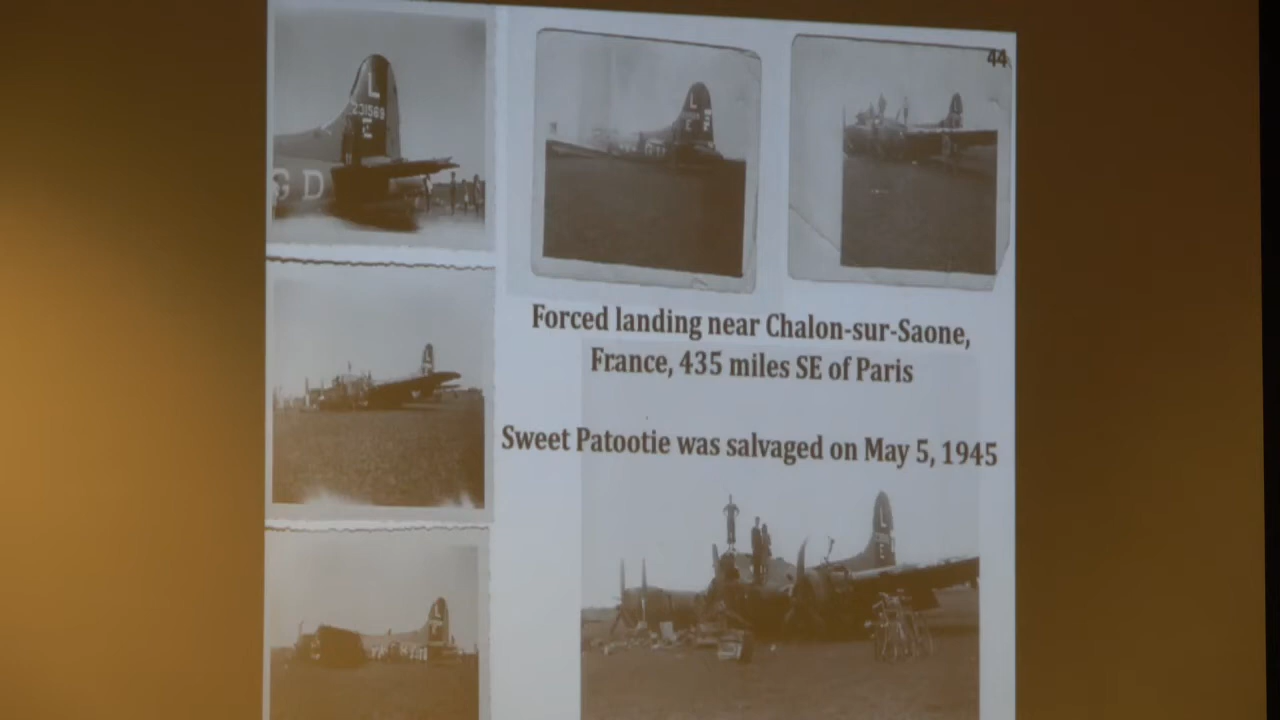 44
L
231569
E
G D
L
E
L
L
E
Forced landing near Chalon-sur-Saone,
France, 435 miles SE of Paris
Sweet Patootie was salvaged on May 5, 1945